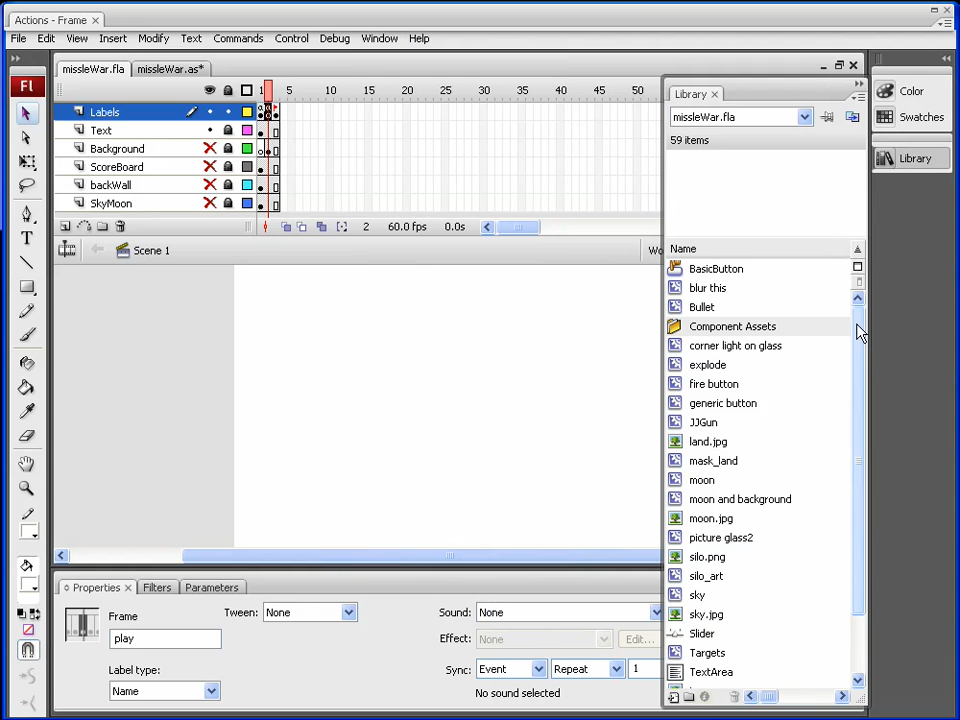 Actions - Frame
File Edit View Insert Modify Text Commands Control Debug Window Help
Fl
missleWar.fla missleWar.as*
1 5 10 15 20 25 30 35 40 45 50
Labels
Text
Background
ScoreBoard
backWall
SkyMoon
2 60.0 fps 0.0s
Scene 1 Wo
Properties Filters Parameters
Frame
play
Label type:
Name
Tween: None
Sound: None
Effect: None Edit...
Sync: Event Repeat 1
No sound selected
Library
missleWar.fla
59 items
Name
BasicButton
blur this
Bullet
Component Assets
corner light on glass
explode
fire button
generic button
JJGun
land.jpg
mask_land
moon
moon and background
moon.jpg
picture glass2
silo.png
silo_art
sky
sky.jpg
Slider
Targets
TextArea
Color
Swatches
Library